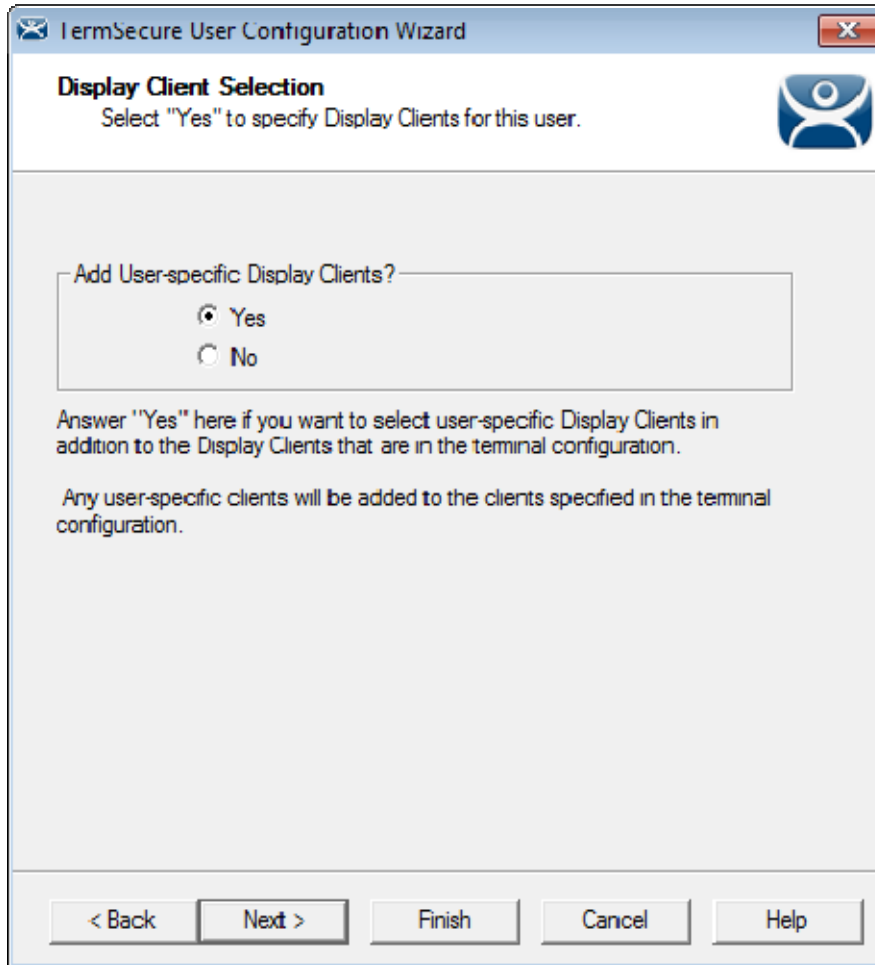 TermSecure User Configuration Wizard
Display Client Selection
Select "Yes" to specify Display Clients for this user.
Add User-specific Display Clients?
Yes
No
Answer "Yes" here if you want to select user-specific Display Clients in
addition to the Display Clients that are in the terminal configuration.
Any user-specific clients will be added to the clients specified in the terminal
configuration.
< Back
Next >
Finish
Cancel
Help